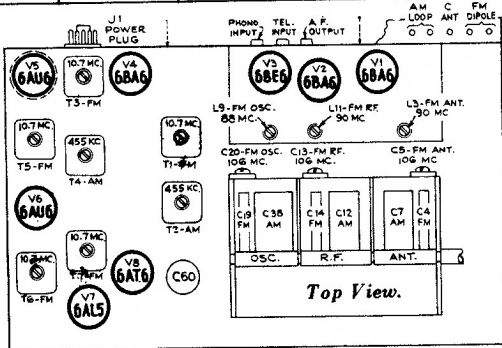 J1
POWER
PLUG
PHONO
INPUT
TEL.
INPUT
A.F.
OUTPUT
AM
LOOP
C
ANT
FM
DIPOLE
V5
6AU6
10.7 MC.
T3-FM
V4
6BA6
V3
6BE6
V2
6BA6
V1
6BA6
L9-FM OSC.
88 MC.
L11-FM RF.
90 MC
L3-FM ANT.
90 MC
10.7 MC.
T5-FM
455 KC
T4-AM
10.7 MC.
T1-FM
C20-FM OSC.
106 MC.
C13-FM RF.
106 MC.
C5-FM ANT.
106 MC
V6
6AU6
455 KC.
T2-AM
C19
FM
C38
AM
C14
FM
C12
AM
C7
AM
C4
FM
OSC.
R.F.
ANT.
10.7 MC.
T6-FM
10.7 MC.
FM
V8
6AT6
C60
V7
6AL5
Top View.